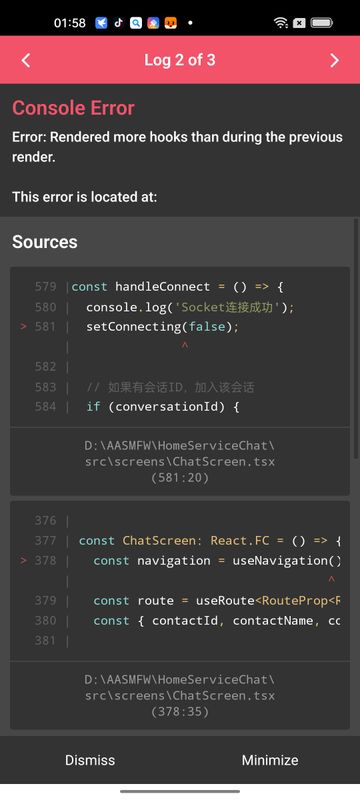 01:58
Log 2 of 3
Console Error
Error: Rendered more hooks than during the previous
render.
This error is located at:
Sources
579 |const handleConnect = () => {
580 |  console.log('Socket连接成功');
> 581 |  setConnecting(false);
|               ^
582 |
583 |  // 如果有会话ID, 加入该会话
584 |  if (conversationId) {
D:\AASMFW\HomeServiceChat\
src\screens\ChatScreen.tsx
(581:20)
376 |
377 | const ChatScreen: React.FC = () => {
> 378 |   const navigation = useNavigation()
|                                   ^
379 |   const route = useRoute<RouteProp<R
380 |   const { contactId, contactName, co
381 |
D:\AASMFW\HomeServiceChat\
src\screens\ChatScreen.tsx
(378:35)
Dismiss
Minimize